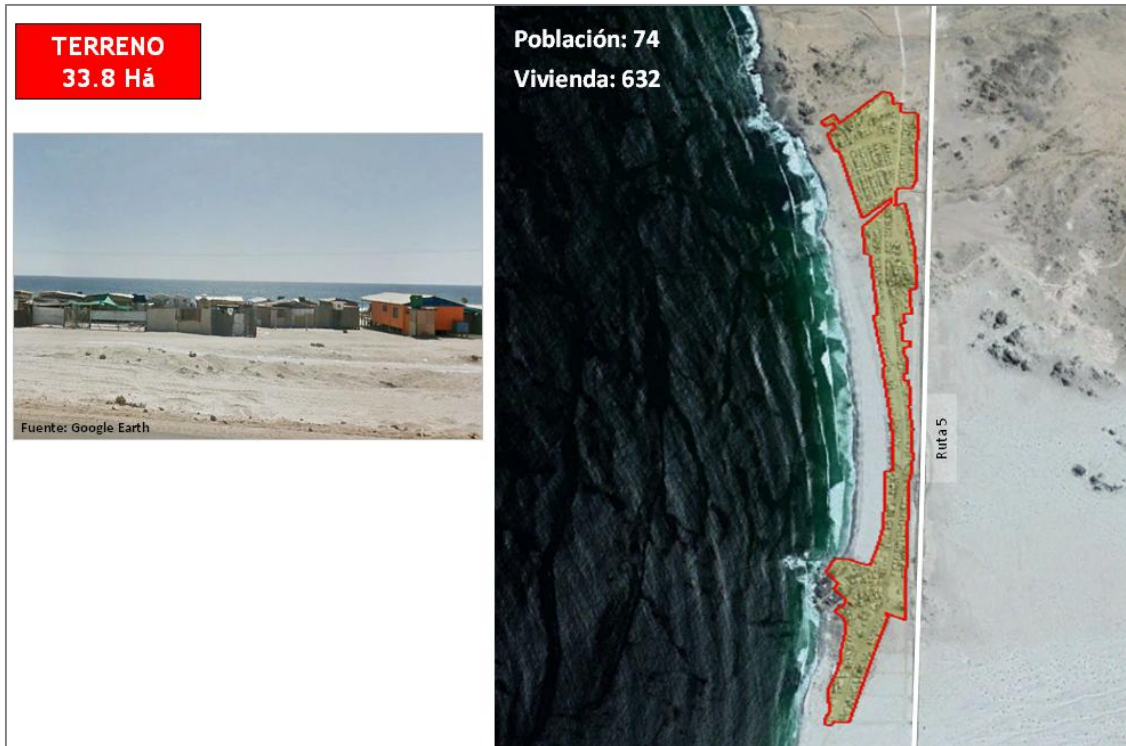 TERRENO
33.8 Há
Fuente: Google Earth
Población: 74
Vivienda: 632
Ruta 5